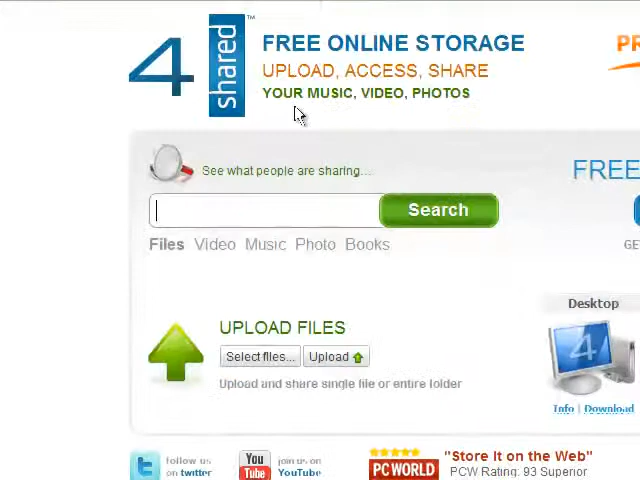 4shared™
FREE ONLINE STORAGE
UPLOAD, ACCESS, SHARE
YOUR MUSIC, VIDEO, PHOTOS
PR
See what people are sharing...
FREE
Search
Files Video Music Photo Books
GE
UPLOAD FILES
Select files... Upload
Upload and share single file or entire folder
Desktop
4
Info | Download
follow us
on twitter
You
Tube
join us on
YouTube
PC WORLD
"Store It on the Web"
PCW Rating: 93 Superior